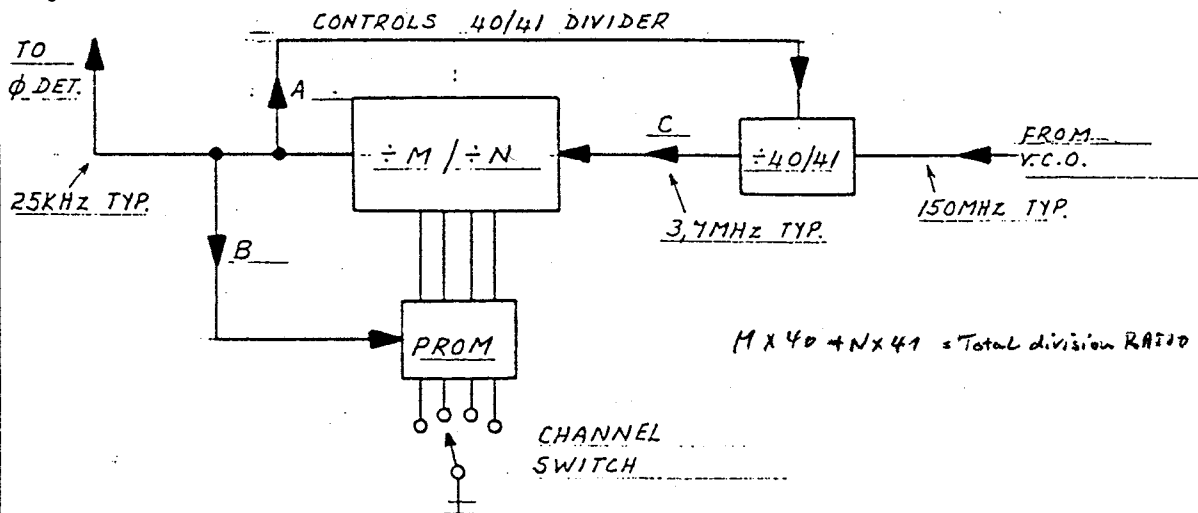 CONTROLS 40/41 DIVIDER
TO
φ DET.
A
÷ M / ÷ N
C
÷40/41
FROM
V.C.O.
25KHz TYP.
3,7MHz TYP.
150MHz TYP.
B
PROM
M X 40 + N X 41 = Total division RATIO
CHANNEL
SWITCH